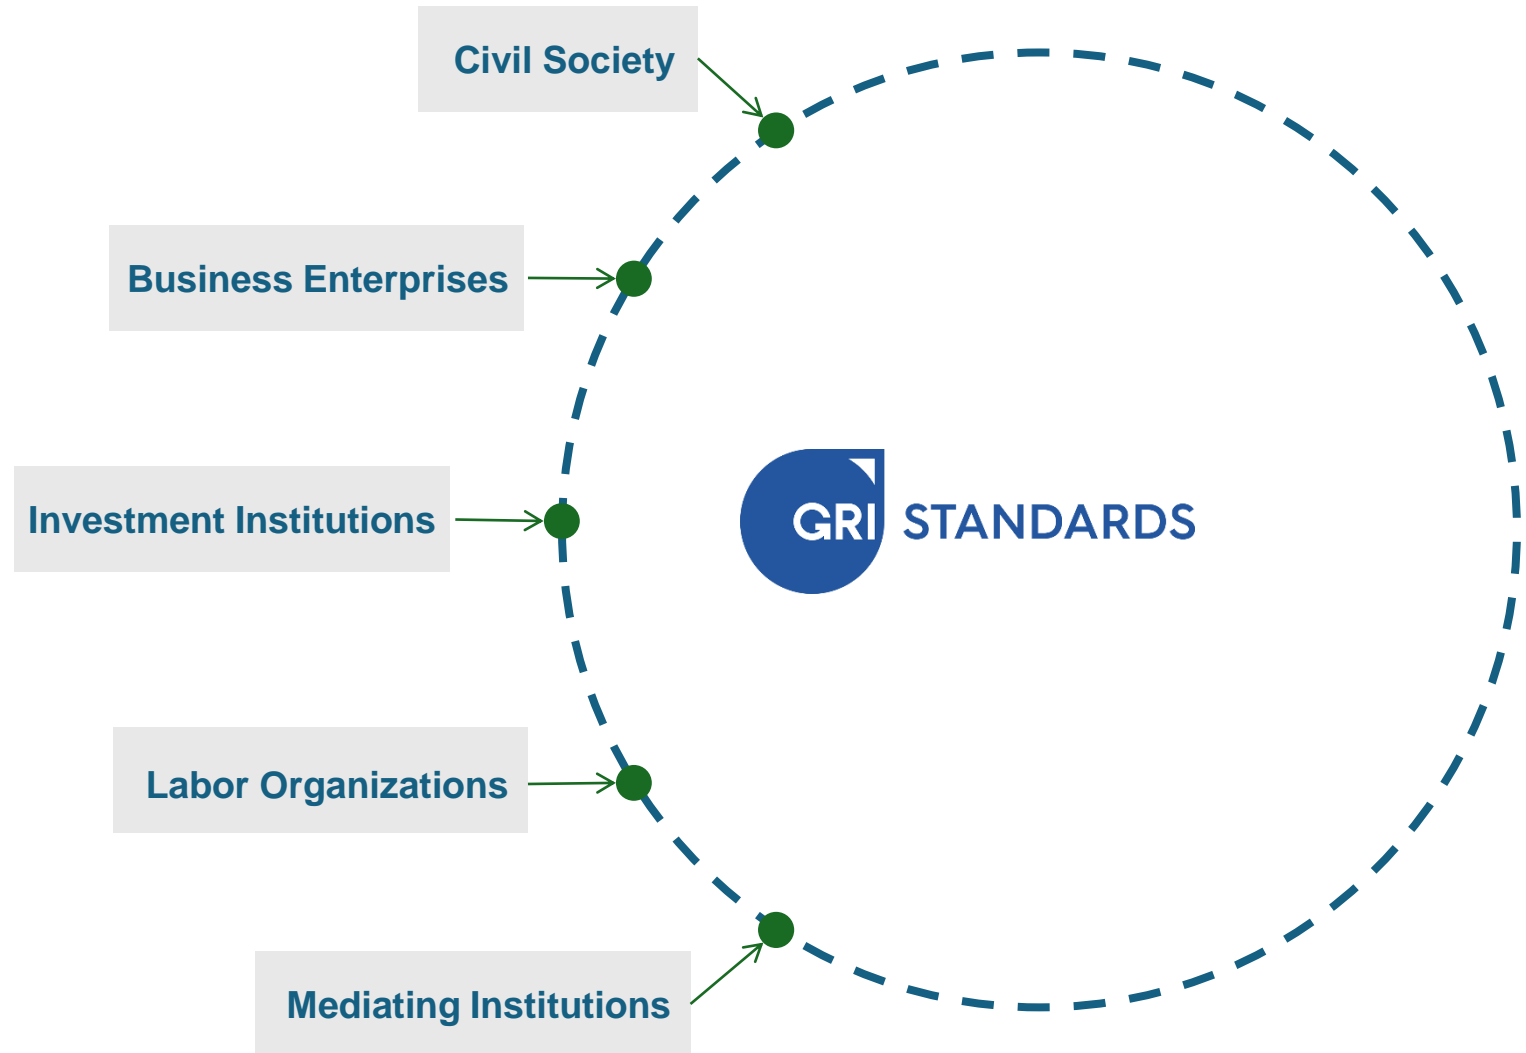 Civil Society
Business Enterprises
Investment Institutions
GRI STANDARDS
Labor Organizations
Mediating Institutions